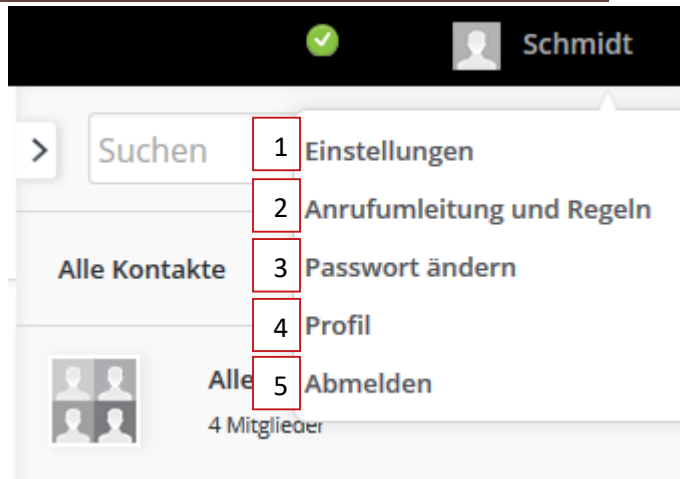 Schmidt
Suchen
1 Einstellungen
2 Anrufumleitung und Regeln
Alle Kontakte
3 Passwort ändern
4 Profil
Alle
5 Abmelden
4 Mitglieder